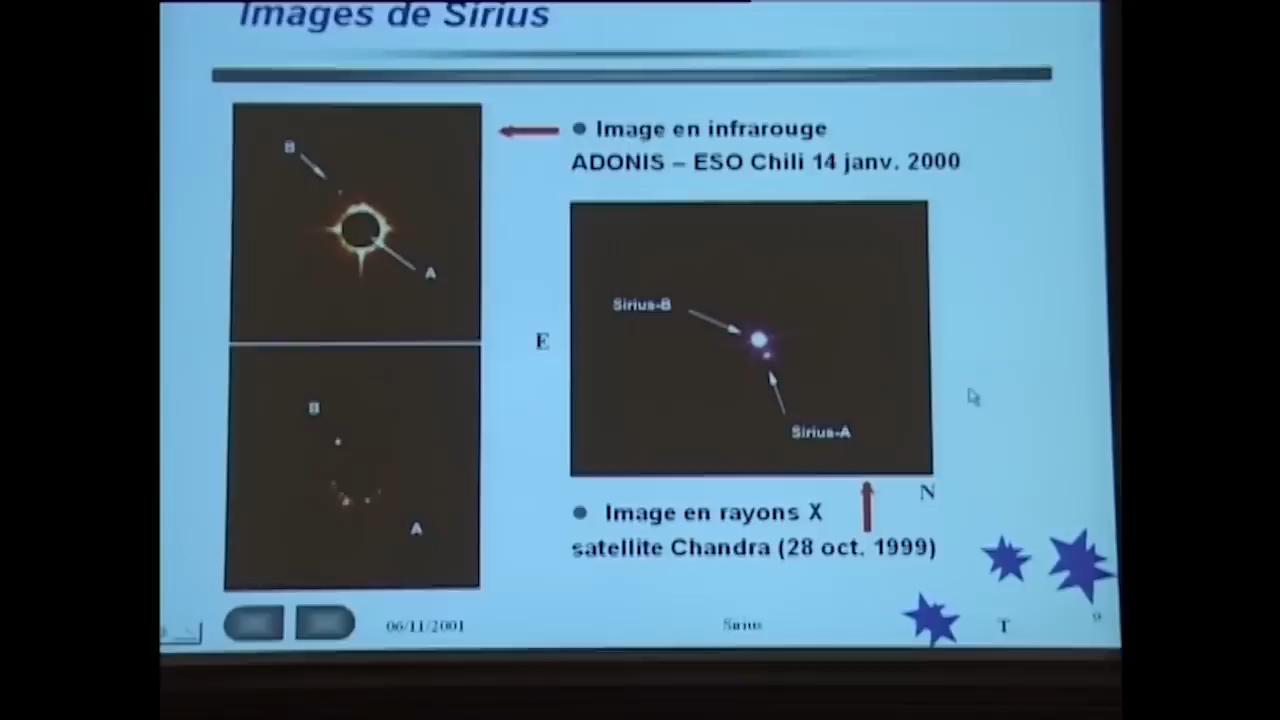 Images de Sirius
B
A
B
A
Image en infrarouge
ADONIS – ESO Chili 14 janv. 2000
E
Sirius-B
Sirius-A
N
Image en rayons X
satellite Chandra (28 oct. 1999)
06/11/2001
Sirius
T
9